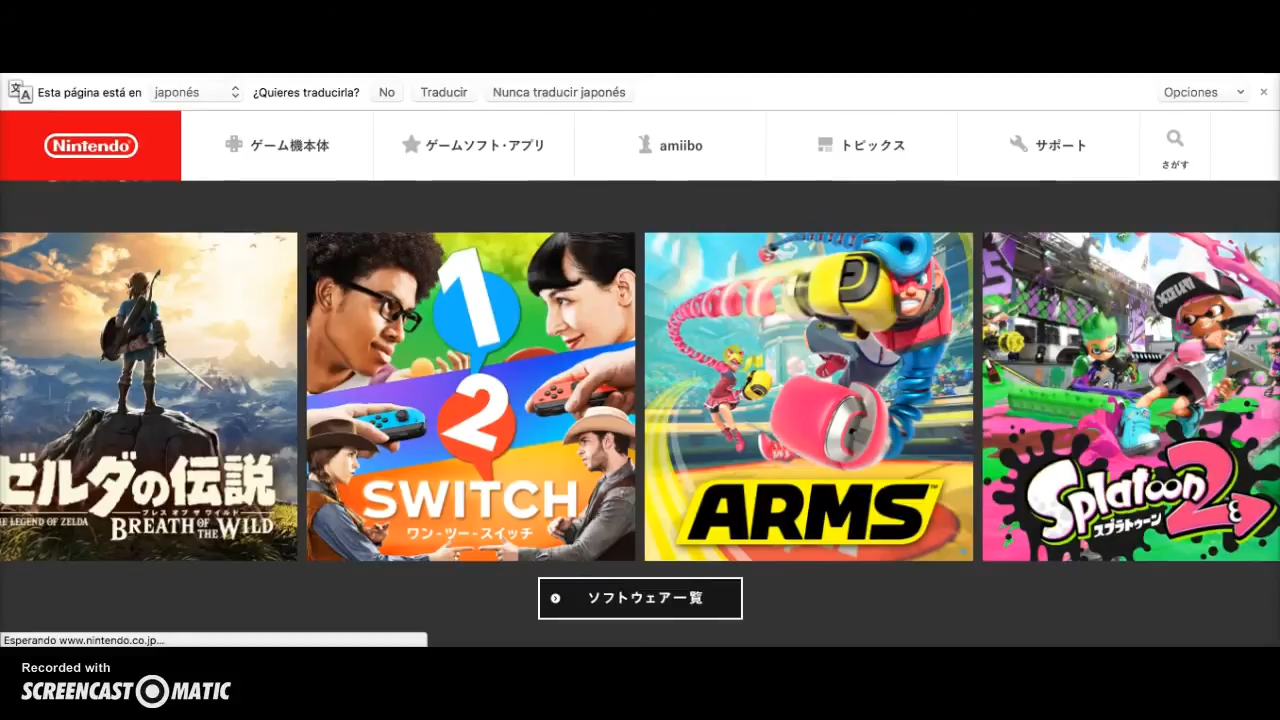 Esta página está en japonés ¿Quieres traducirla? No Traducir Nunca traducir japonés Opciones
Nintendo
ゲーム機本体
ゲームソフト・アプリ
amiibo
トピックス
サポート
さがす
ゼルダの伝説
ブレス オブ ザ ワイルド
THE LEGEND OF ZELDA BREATH OF THE WILD
1
2
SWITCH
ワン-ツー-スイッチ
ARMS™
Splatoon 2
スプラトゥーン
ソフトウェア一覧
Esperando www.nintendo.co.jp...
Recorded with
SCREENCAST-O-MATIC